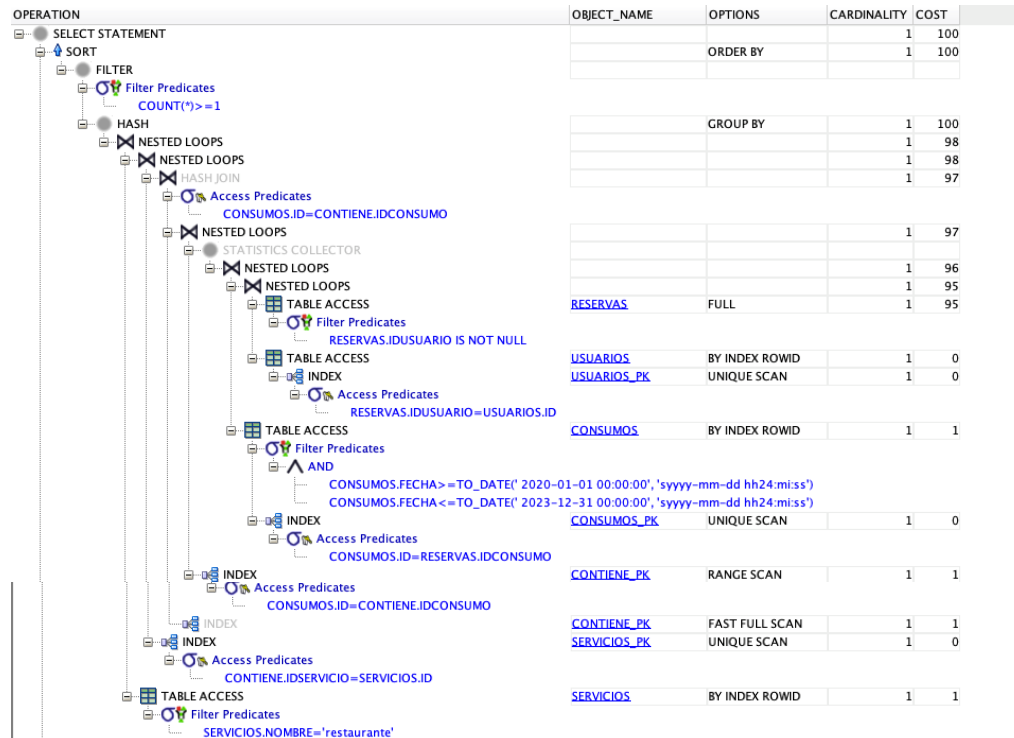 OPERATION OBJECT_NAME OPTIONS CARDINALITY COST
SELECT STATEMENT 1 100
SORT ORDER BY 1 100
FILTER
Filter Predicates
COUNT(*)>=1
HASH GROUP BY 1 100
NESTED LOOPS 1 98
NESTED LOOPS 1 98
HASH JOIN 1 97
Access Predicates
CONSUMOS.ID=CONTIENE.IDCONSUMO
NESTED LOOPS 1 97
STATISTICS COLLECTOR
NESTED LOOPS 1 96
NESTED LOOPS 1 95
TABLE ACCESS RESERVAS FULL 1 95
Filter Predicates
RESERVAS.IDUSUARIO IS NOT NULL
TABLE ACCESS USUARIOS BY INDEX ROWID 1 0
INDEX USUARIOS_PK UNIQUE SCAN 1 0
Access Predicates
RESERVAS.IDUSUARIO=USUARIOS.ID
TABLE ACCESS CONSUMOS BY INDEX ROWID 1 1
Filter Predicates
AND
CONSUMOS.FECHA>=TO_DATE(' 2020-01-01 00:00:00', 'syyyy-mm-dd hh24:mi:ss')
CONSUMOS.FECHA<=TO_DATE(' 2023-12-31 00:00:00', 'syyyy-mm-dd hh24:mi:ss')
INDEX CONSUMOS_PK UNIQUE SCAN 1 0
Access Predicates
CONSUMOS.ID=RESERVAS.IDCONSUMO
INDEX CONTIENE_PK RANGE SCAN 1 1
Access Predicates
CONSUMOS.ID=CONTIENE.IDCONSUMO
INDEX CONTIENE_PK FAST FULL SCAN 1 1
INDEX SERVICIOS_PK UNIQUE SCAN 1 0
Access Predicates
CONTIENE.IDSERVICIO=SERVICIOS.ID
TABLE ACCESS SERVICIOS BY INDEX ROWID 1 1
Filter Predicates
SERVICIOS.NOMBRE='restaurante'